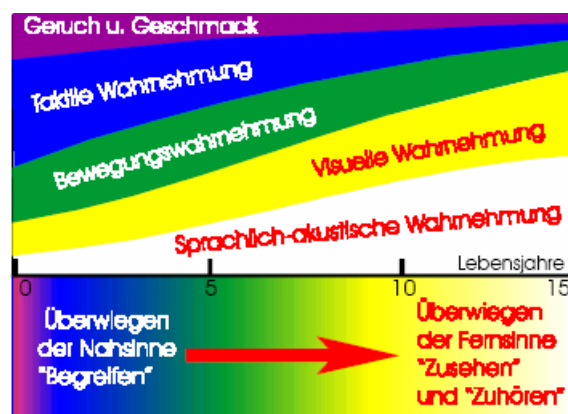 Geruch u. Geschmack
Taktile Wahrnehmung
Bewegungswahrnehmung
Visuelle Wahrnehmung
Sprachlich-akustische Wahrnehmung
Lebensjahre
0 5 10 15
Überwiegen
der Nahsinne
"Begreifen"
Überwiegen
der Fernsinne
"Zusehen"
und "Zuhören"